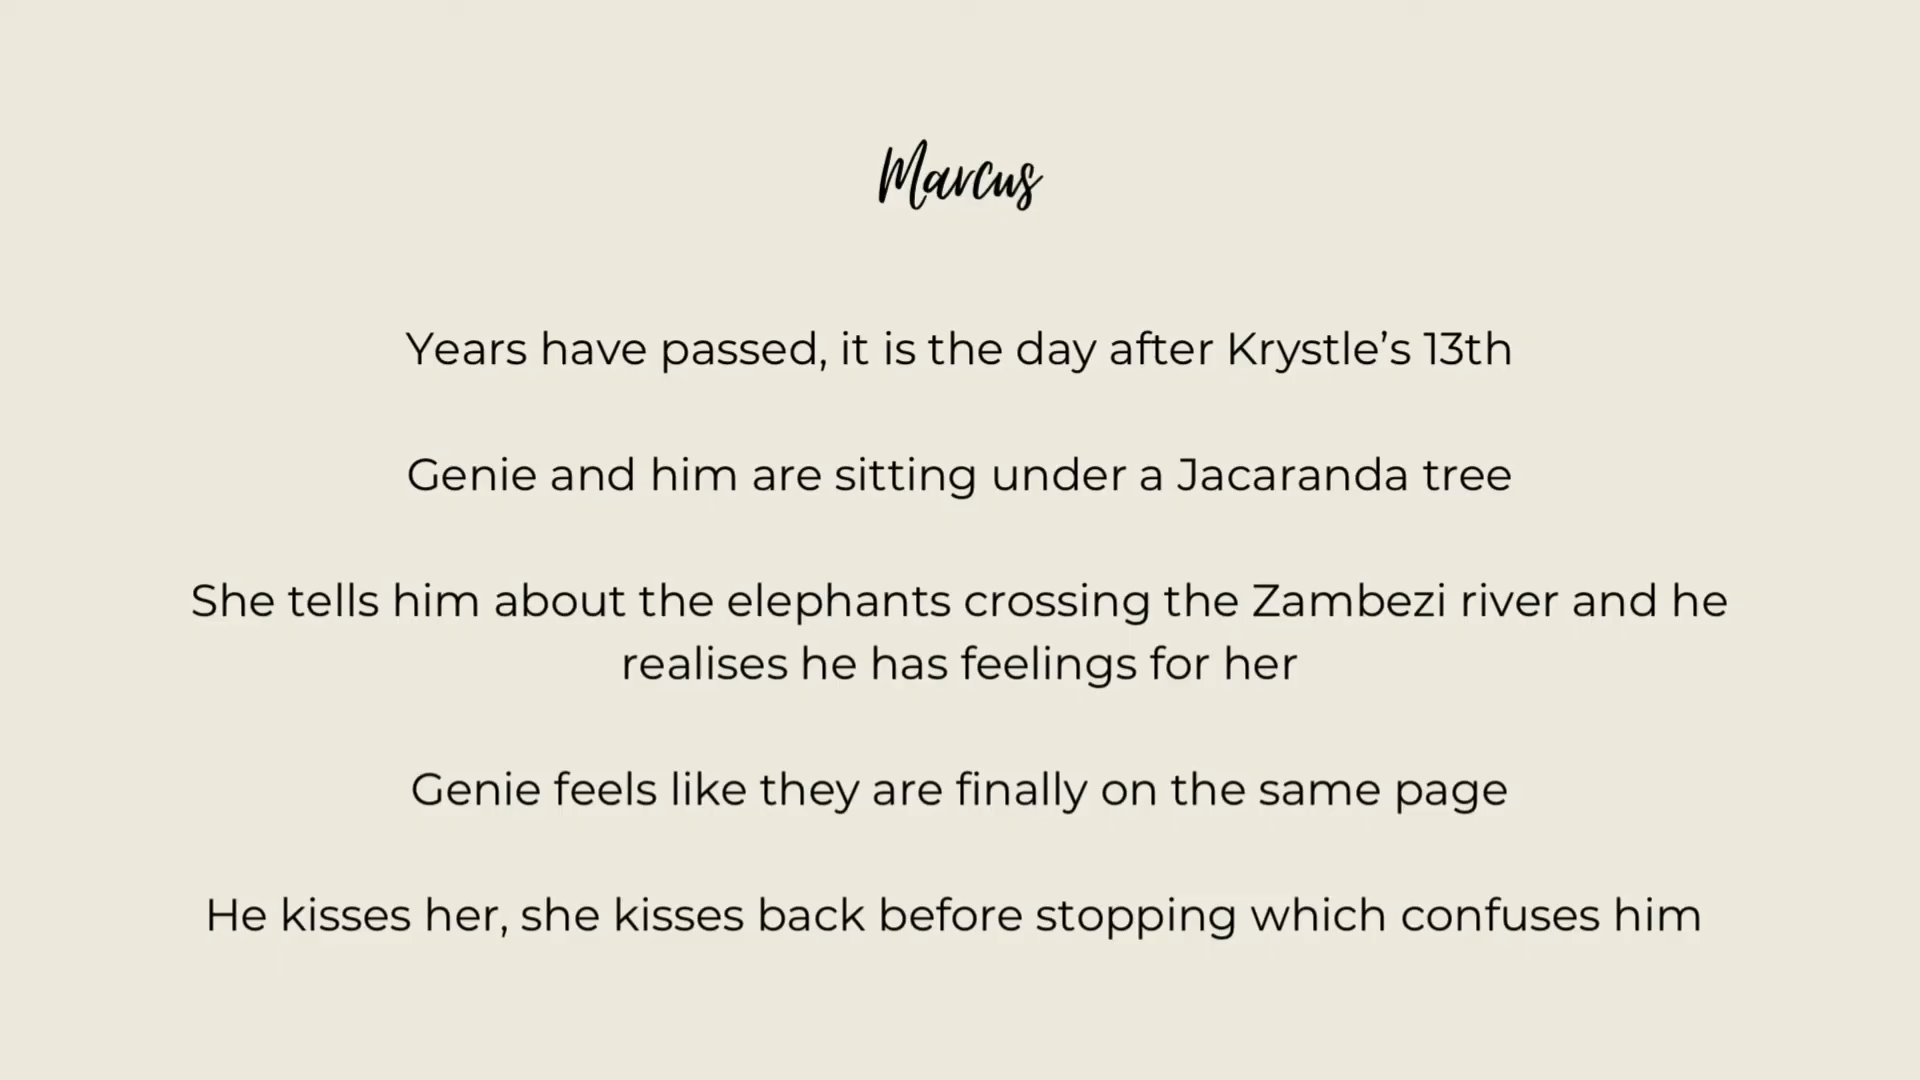 Marcus
Years have passed, it is the day after Krystle’s 13th
Genie and him are sitting under a Jacaranda tree
She tells him about the elephants crossing the Zambezi river and he
realises he has feelings for her
Genie feels like they are finally on the same page
He kisses her, she kisses back before stopping which confuses him